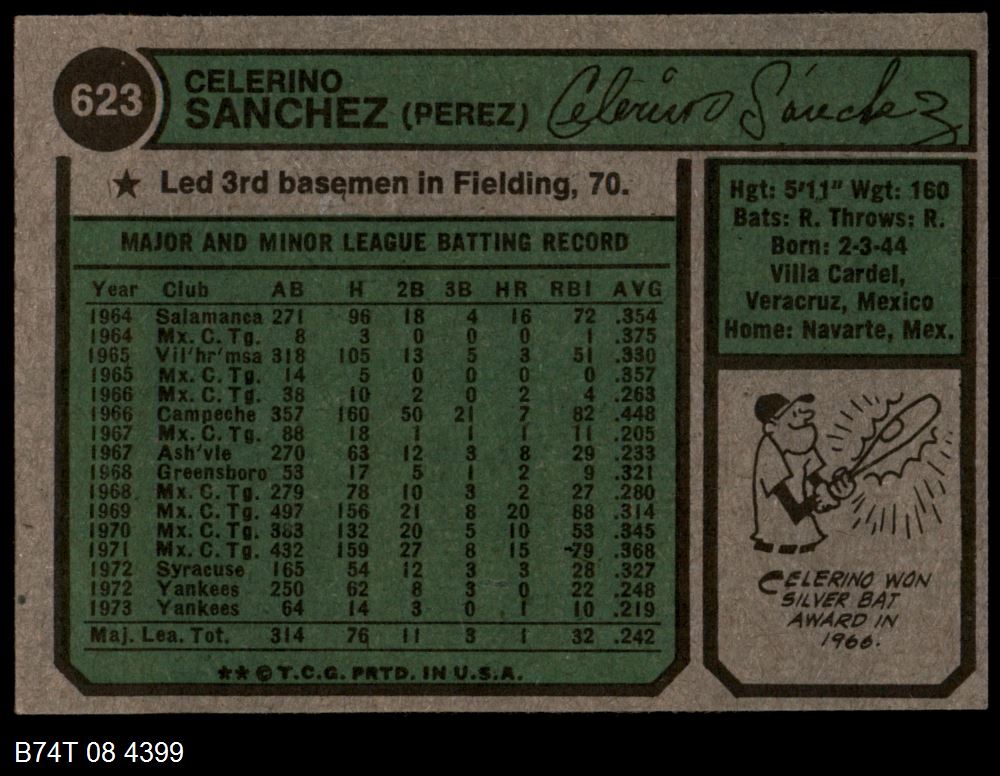 623
CELERINO
SANCHEZ (PEREZ)
Celerino Sánchez
★ Led 3rd basemen in Fielding, 70.
MAJOR AND MINOR LEAGUE BATTING RECORD
Year Club AB H 2B 3B HR RBI AVG
1964 Salamanca 271 96 18 4 16 72 .354
1964 Mx. C. Tg. 8 3 0 0 0 1 .375
1965 Vil'hr'msa 318 105 13 5 3 51 .330
1965 Mx. C. Tg. 14 5 0 0 0 0 .357
1966 Mx. C. Tg. 38 10 2 0 2 4 .263
1966 Campeche 357 160 50 21 7 82 .448
1967 Mx. C. Tg. 88 18 1 1 1 11 .205
1967 Ash'vle 270 63 12 3 8 29 .233
1968 Greensboro 53 17 5 1 2 9 .321
1968 Mx. C. Tg. 279 78 10 3 2 27 .280
1969 Mx. C. Tg. 497 156 21 8 20 88 .314
1970 Mx. C. Tg. 383 132 20 5 10 53 .345
1971 Mx. C. Tg. 432 159 27 8 15 79 .368
1972 Syracuse 165 54 12 3 3 28 .327
1972 Yankees 250 62 8 3 0 22 .248
1973 Yankees 64 14 3 0 1 10 .219
Maj. Lea. Tot. 314 76 11 3 1 32 .242
★★ © T.C.G. PRTD. IN U.S.A.
Hgt: 5'11" Wgt: 160
Bats: R. Throws: R.
Born: 2-3-44
Villa Cardel,
Veracruz, Mexico
Home: Navarte, Mex.
CELERINO WON
SILVER BAT
AWARD IN
1966.
B74T 08 4399